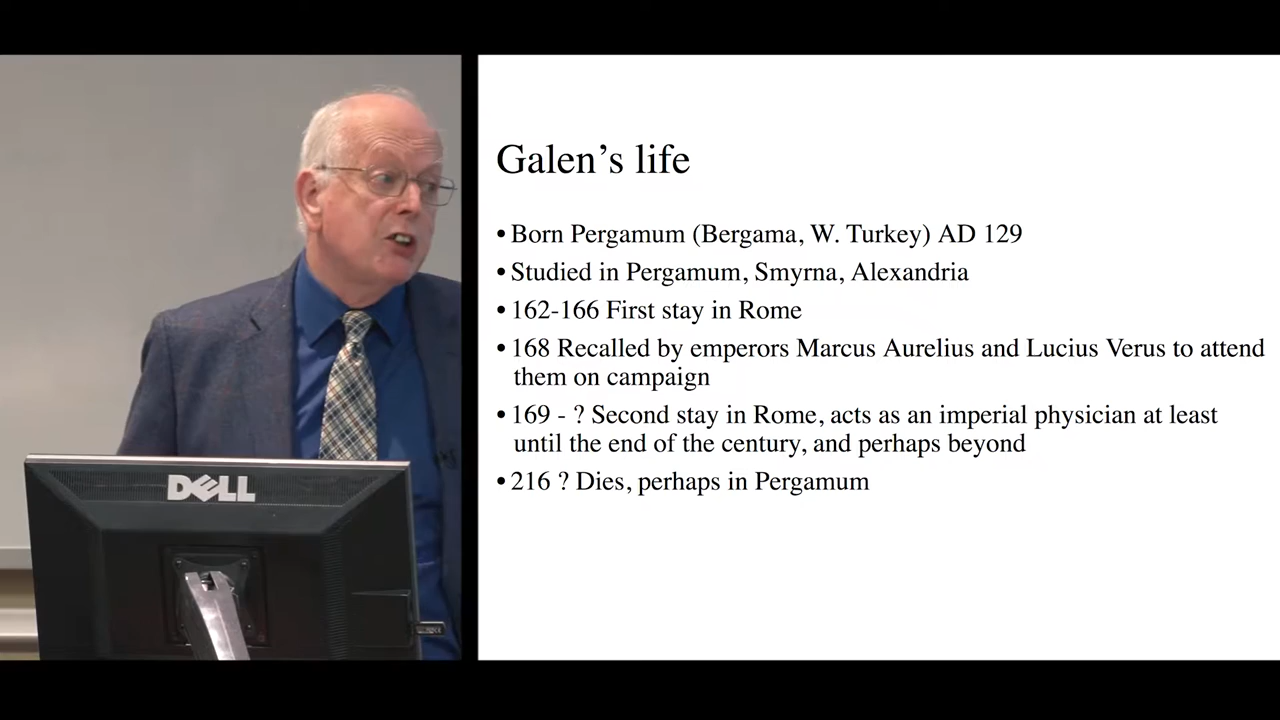 Galen’s life
• Born Pergamum (Bergama, W. Turkey) AD 129
• Studied in Pergamum, Smyrna, Alexandria
• 162-166 First stay in Rome
• 168 Recalled by emperors Marcus Aurelius and Lucius Verus to attend
them on campaign
• 169 - ? Second stay in Rome, acts as an imperial physician at least
until the end of the century, and perhaps beyond
• 216 ? Dies, perhaps in Pergamum
DELL